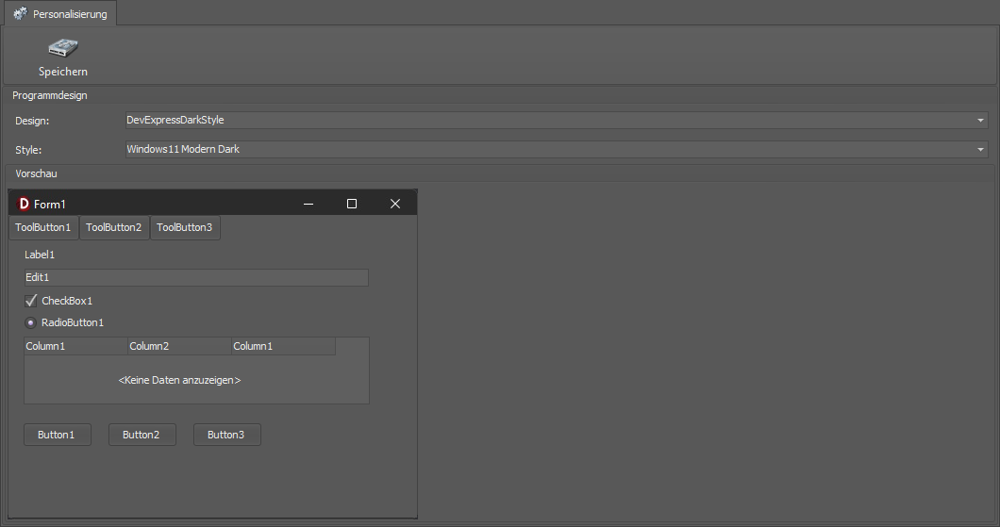 Personalisierung
Speichern
Programmdesign
Design: DevExpressDarkStyle
Style: Windows11 Modern Dark
Vorschau
D Form1
ToolButton1 ToolButton2 ToolButton3
Label1
Edit1
CheckBox1
RadioButton1
Column1 Column2 Column1
<Keine Daten anzuzeigen>
Button1 Button2 Button3